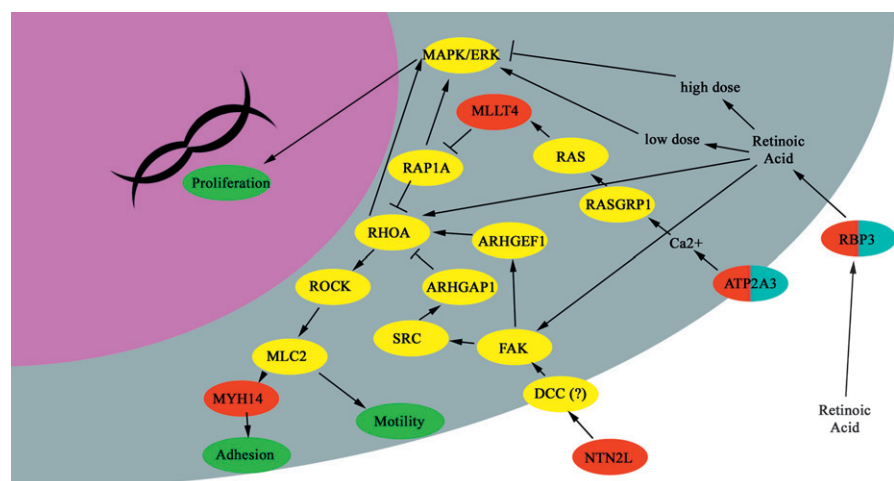 MAPK/ERK
high dose
MLLT4
low dose
Retinoic
Acid
RAS
RAP1A
Proliferation
RASGRP1
RHOA
ARHGEF1
Ca2+
RBP3
ROCK
ARHGAP1
ATP2A3
SRC
FAK
MLC2
DCC (?)
MYH14
Motility
Retinoic
Acid
Adhesion
NTN2L